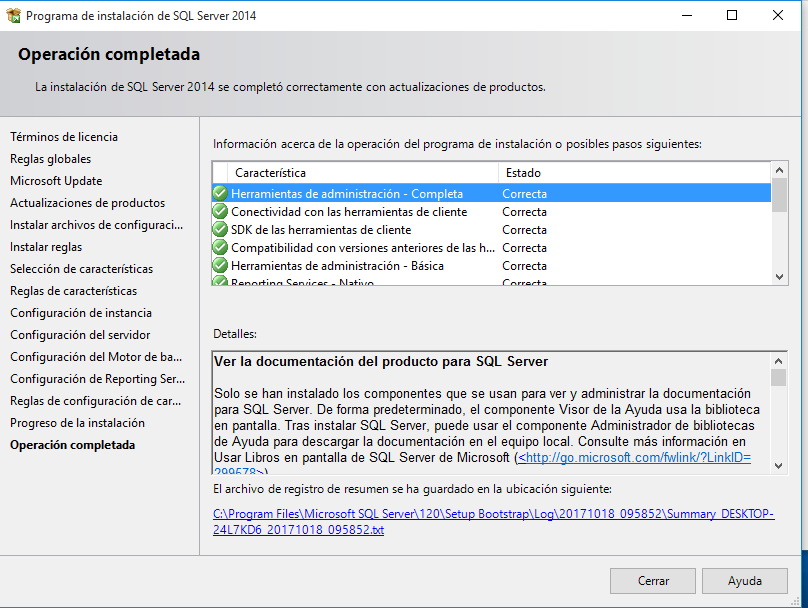 Programa de instalación de SQL Server 2014
Operación completada
La instalación de SQL Server 2014 se completó correctamente con actualizaciones de productos.
Términos de licencia
Reglas globales
Microsoft Update
Actualizaciones de productos
Instalar archivos de configuraci...
Instalar reglas
Selección de características
Reglas de características
Configuración de instancia
Configuración del servidor
Configuración del Motor de ba...
Configuración de Reporting Ser...
Reglas de configuración de car...
Progreso de la instalación
Operación completada
Información acerca de la operación del programa de instalación o posibles pasos siguientes:
Característica Estado
Herramientas de administración - Completa Correcta
Conectividad con las herramientas de cliente Correcta
SDK de las herramientas de cliente Correcta
Compatibilidad con versiones anteriores de las h... Correcta
Herramientas de administración - Básica Correcta
Reporting Services - Nativo Correcta
Detalles:
Ver la documentación del producto para SQL Server
Solo se han instalado los componentes que se usan para ver y administrar la documentación
para SQL Server. De forma predeterminado, el componente Visor de la Ayuda usa la biblioteca
en pantalla. Tras instalar SQL Server, puede usar el componente Administrador de bibliotecas
de Ayuda para descargar la documentación en el equipo local. Consulte más información en
Usar Libros en pantalla de SQL Server de Microsoft (<http://go.microsoft.com/fwlink/?LinkID=
299578>)
El archivo de registro de resumen se ha guardado en la ubicación siguiente:
C:\Program Files\Microsoft SQL Server\120\Setup Bootstrap\Log\20171018_095852\Summary_DESKTOP-
24L7KD6_20171018_095852.txt
Cerrar
Ayuda